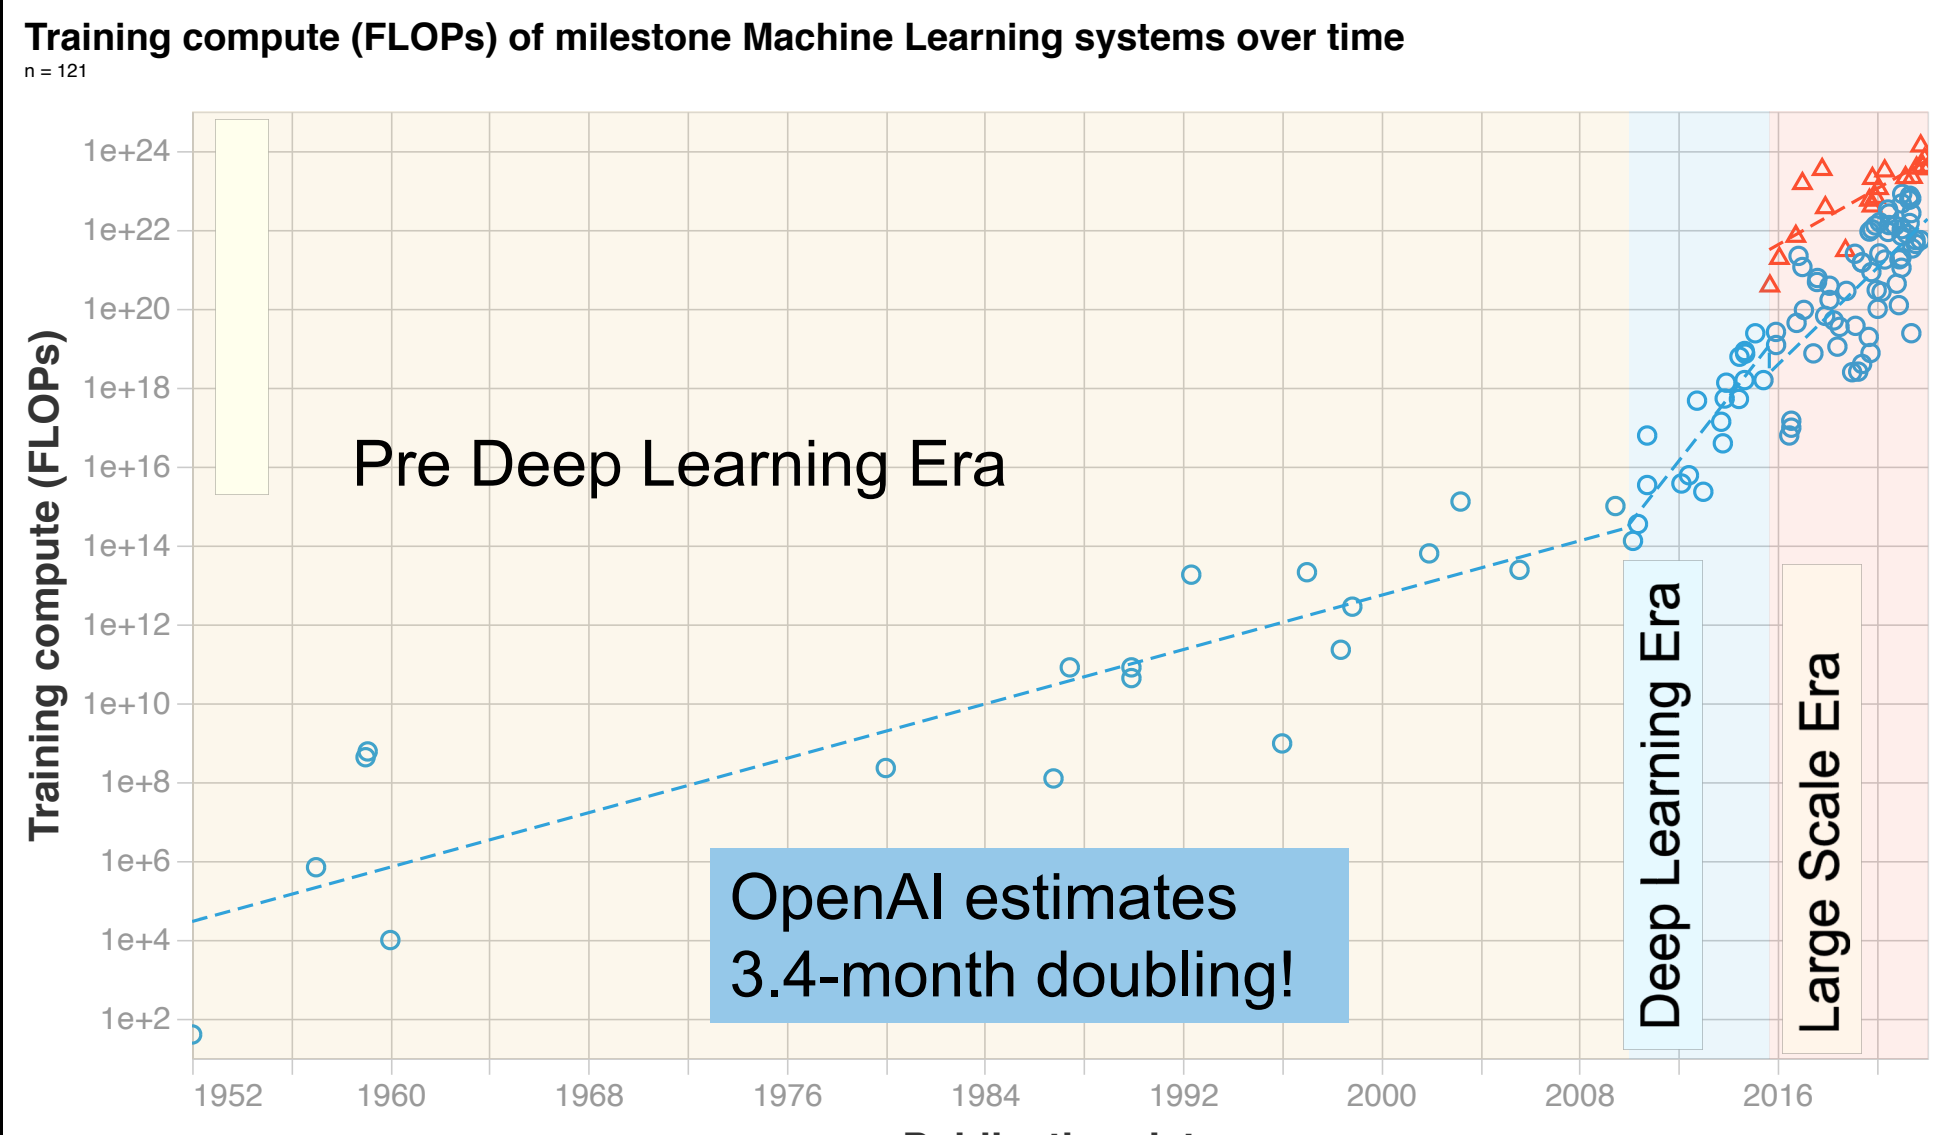 Training compute (FLOPs) of milestone Machine Learning systems over time
n = 121
Training compute (FLOPs)
1e+24
1e+22
1e+20
1e+18
1e+16
1e+14
1e+12
1e+10
1e+8
1e+6
1e+4
1e+2
Pre Deep Learning Era
OpenAI estimates
3.4-month doubling!
Deep Learning Era
Large Scale Era
1952
1960
1968
1976
1984
1992
2000
2008
2016